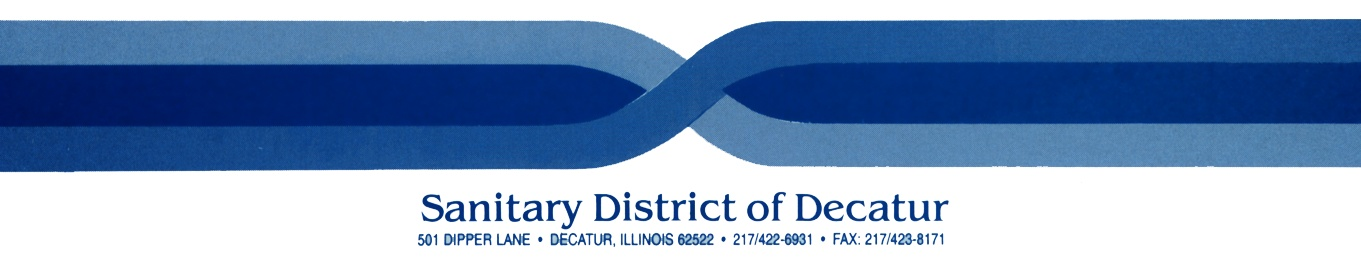 Sanitary District of Decatur
501 DIPPER LANE • DECATUR, ILLINOIS 62522 • 217/422-6931 • FAX: 217/423-8171